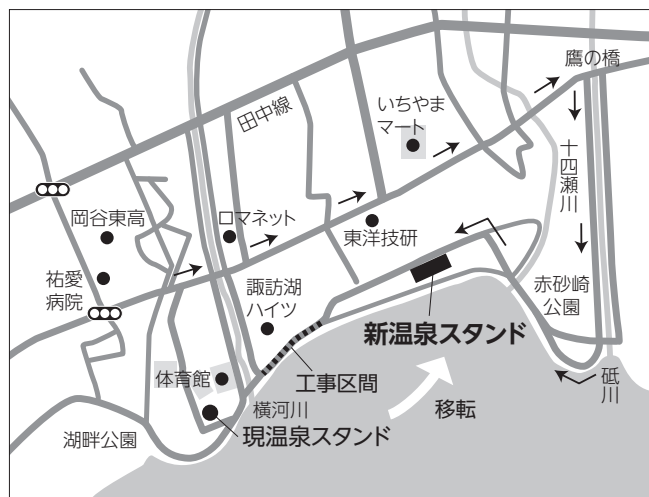 鷹の橋
田中線
いちやま
マート
十四瀬川
岡谷東高
ロマネット
東洋技研
祐愛
病院
諏訪湖
ハイツ
赤砂崎
公園
新温泉スタンド
体育館
工事区間
砥川
横河川
移転
湖畔公園
現温泉スタンド